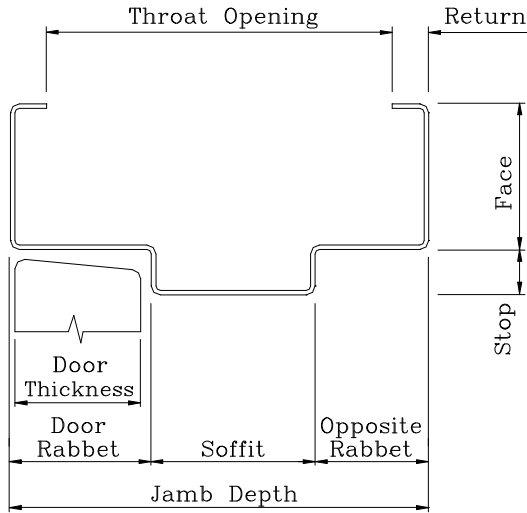 Throat Opening
Return
Face
Stop
Door
Thickness
Door
Rabbet
Soffit
Opposite
Rabbet
Jamb Depth